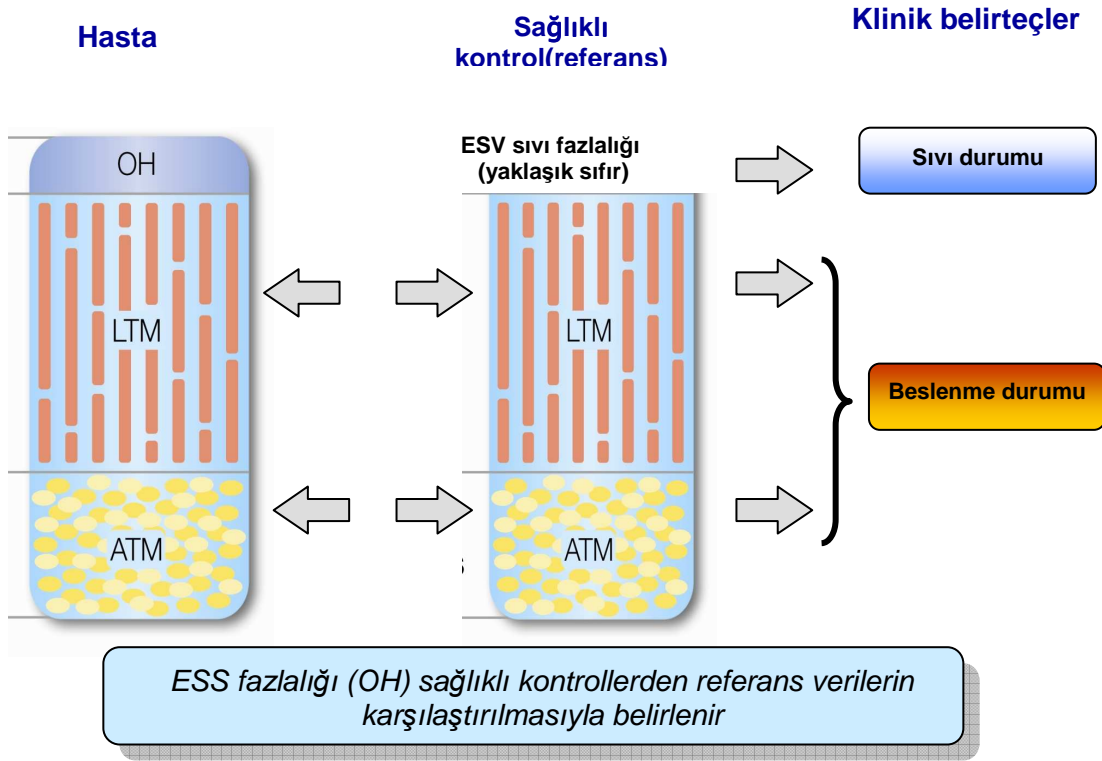 Hasta
Sağlıklı
kontrol(referans)
Klinik belirteçler
OH
ESV sıvı fazlalığı
(yaklaşık sıfır)
Sıvı durumu
LTM
LTM
Beslenme durumu
ATM
ATM
s
ESS fazlalığı (OH) sağlıklı kontrollerden referans verilerin
karşılaştırılmasıyla belirlenir